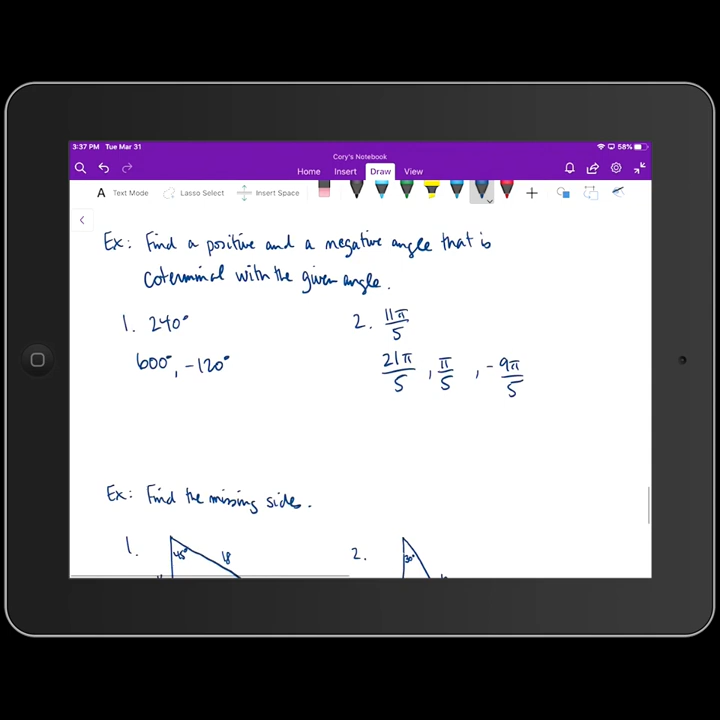 3:37 PM Tue Mar 31
58%
Cory's Notebook
Home Insert Draw View
A Text Mode Lasso Select Insert Space
Ex: Find a positive and a negative angle that is
coterminal with the given angle.
1. 240°
2. 11π/5
600°, -120°
21π/5, π/5, -9π/5
Ex: Find the missing side.
1.
45° 18
2.
30°